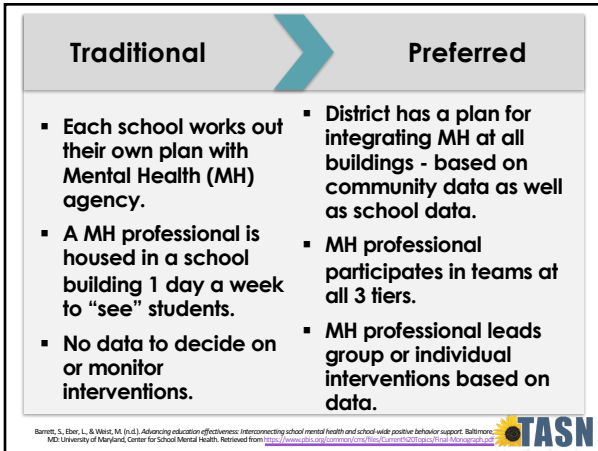 Traditional
Preferred
▪ Each school works out
their own plan with
Mental Health (MH)
agency.
▪ A MH professional is
housed in a school
building 1 day a week
to “see” students.
▪ No data to decide on
or monitor
interventions.
▪ District has a plan for
integrating MH at all
buildings - based on
community data as well
as school data.
▪ MH professional
participates in teams at
all 3 tiers.
▪ MH professional leads
group or individual
interventions based on
data.
Barrett, S., Eber, L., & Weist, M. (n.d.). Advancing education effectiveness: Interconnecting school mental health and school-wide positive behavior support. Baltimore,
MD: University of Maryland, Center for School Mental Health. Retrieved from https://www.pbis.org/common/cms/files/Current%20Topics/Final-Monograph.pdf
TASN